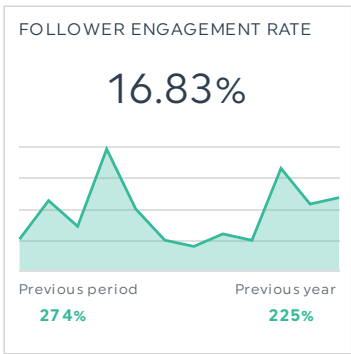 FOLLOWER ENGAGEMENT RATE
16.83%
Previous period Previous year
274% 225%